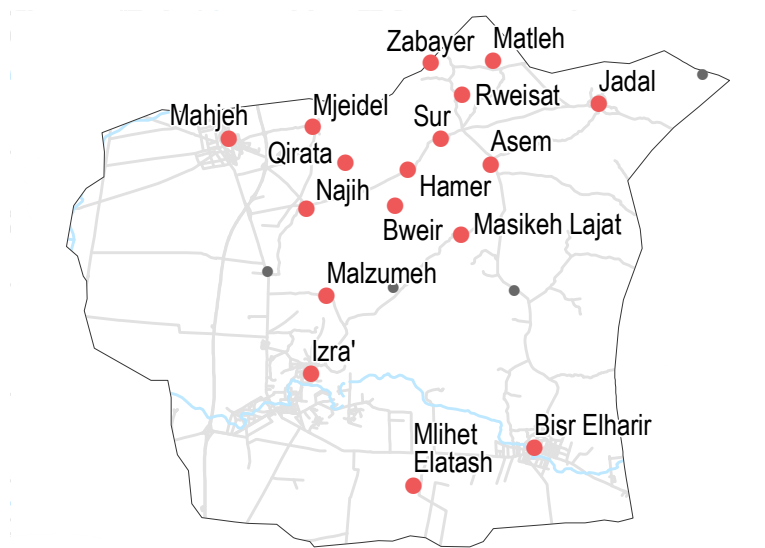 Zabayer
Matleh
Jadal
Rweisat
Mahjeh
Mjeidel
Sur
Asem
Qirata
Hamer
Najih
Bweir
Masikeh Lajat
Malzumeh
Izra'
Bisr Elharir
Mlihet
Elatash